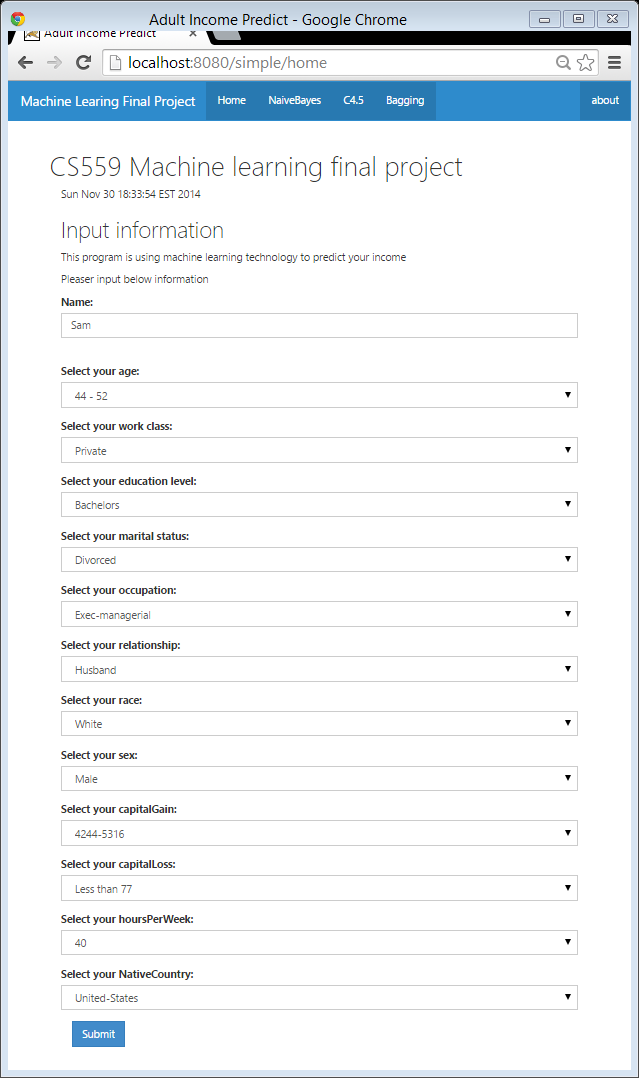 Adult Income Predict - Google Chrome
Adult Income Predict
localhost:8080/simple/home
Machine Learing Final Project Home NaiveBayes C4.5 Bagging about
CS559 Machine learning final project
Sun Nov 30 18:33:54 EST 2014
Input information
This program is using machine learning technology to predict your income
Pleaser input below information
Name:
Sam
Select your age:
44 - 52
Select your work class:
Private
Select your education level:
Bachelors
Select your marital status:
Divorced
Select your occupation:
Exec-managerial
Select your relationship:
Husband
Select your race:
White
Select your sex:
Male
Select your capitalGain:
4244-5316
Select your capitalLoss:
Less than 77
Select your hoursPerWeek:
40
Select your NativeCountry:
United-States
Submit